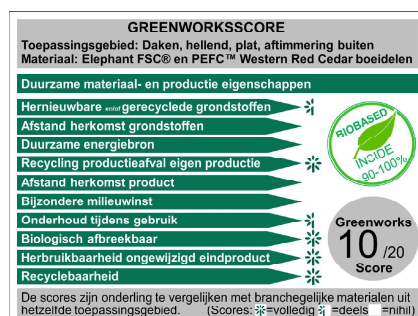 GREENWORKSSCORE
Toepassingsgebied: Daken, hellend, plat, aftimmering buiten
Materiaal: Elephant FSC® en PEFC™ Western Red Cedar boeidelen
Duurzame materiaal- en productie eigenschappen
Hernieuwbare en/of gerecyclede grondstoffen
Afstand herkomst grondstoffen
Duurzame energiebron
Recycling productieafval eigen productie
Afstand herkomst product
Bijzondere milieuwinst
Onderhoud tijdens gebruik
Biologisch afbreekbaar
Herbruikbaarheid ongewijzigd eindproduct
Recyclebaarheid
BIOBASED
INSIDE
90-100%
Greenworks
10 /20
Score
De scores zijn onderling te vergelijken met branchegelijke materialen uit
hetzelfde toepassingsgebied. (Scores: =volledig =deels =nihil)